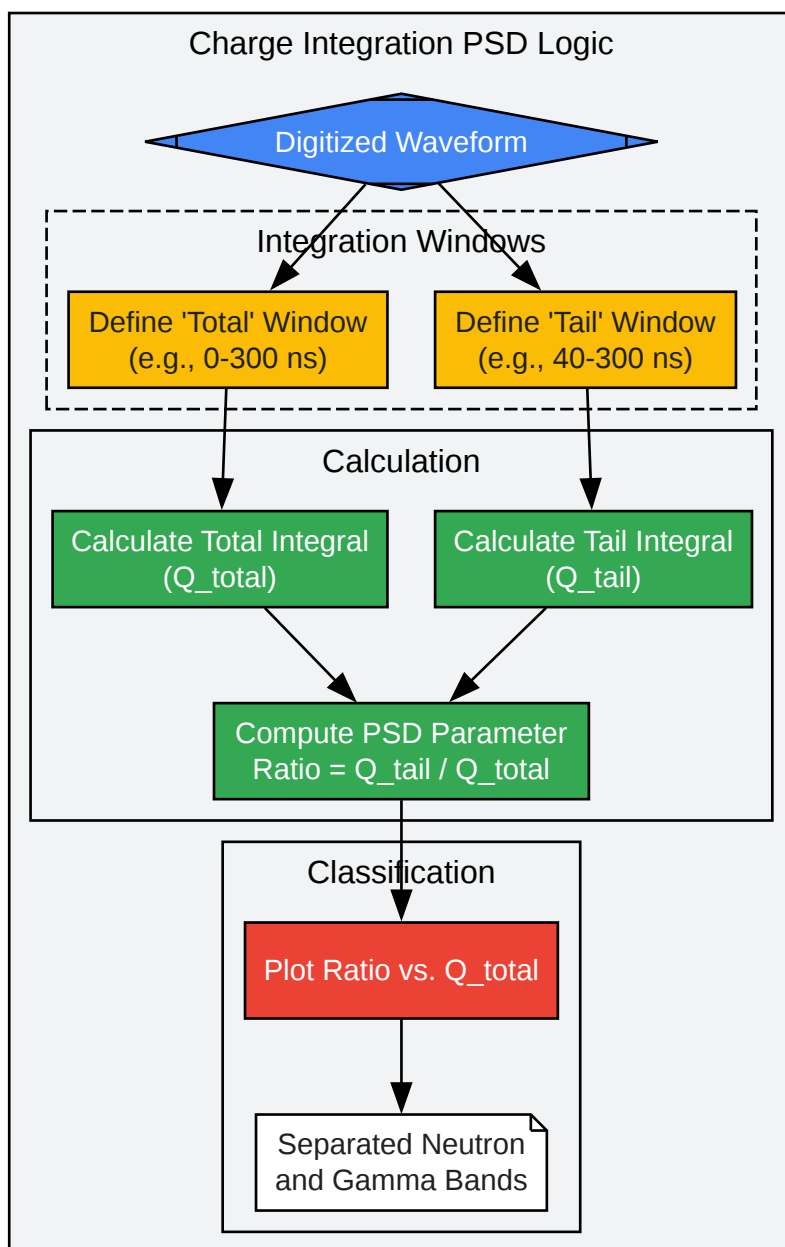 Charge Integration PSD Logic
Digitized Waveform
Integration Windows
Define 'Total' Window
(e.g., 0-300 ns)
Define 'Tail' Window
(e.g., 40-300 ns)
Calculation
Calculate Total Integral
(Q_total)
Calculate Tail Integral
(Q_tail)
Compute PSD Parameter
Ratio = Q_tail / Q_total
Classification
Plot Ratio vs. Q_total
Separated Neutron
and Gamma Bands